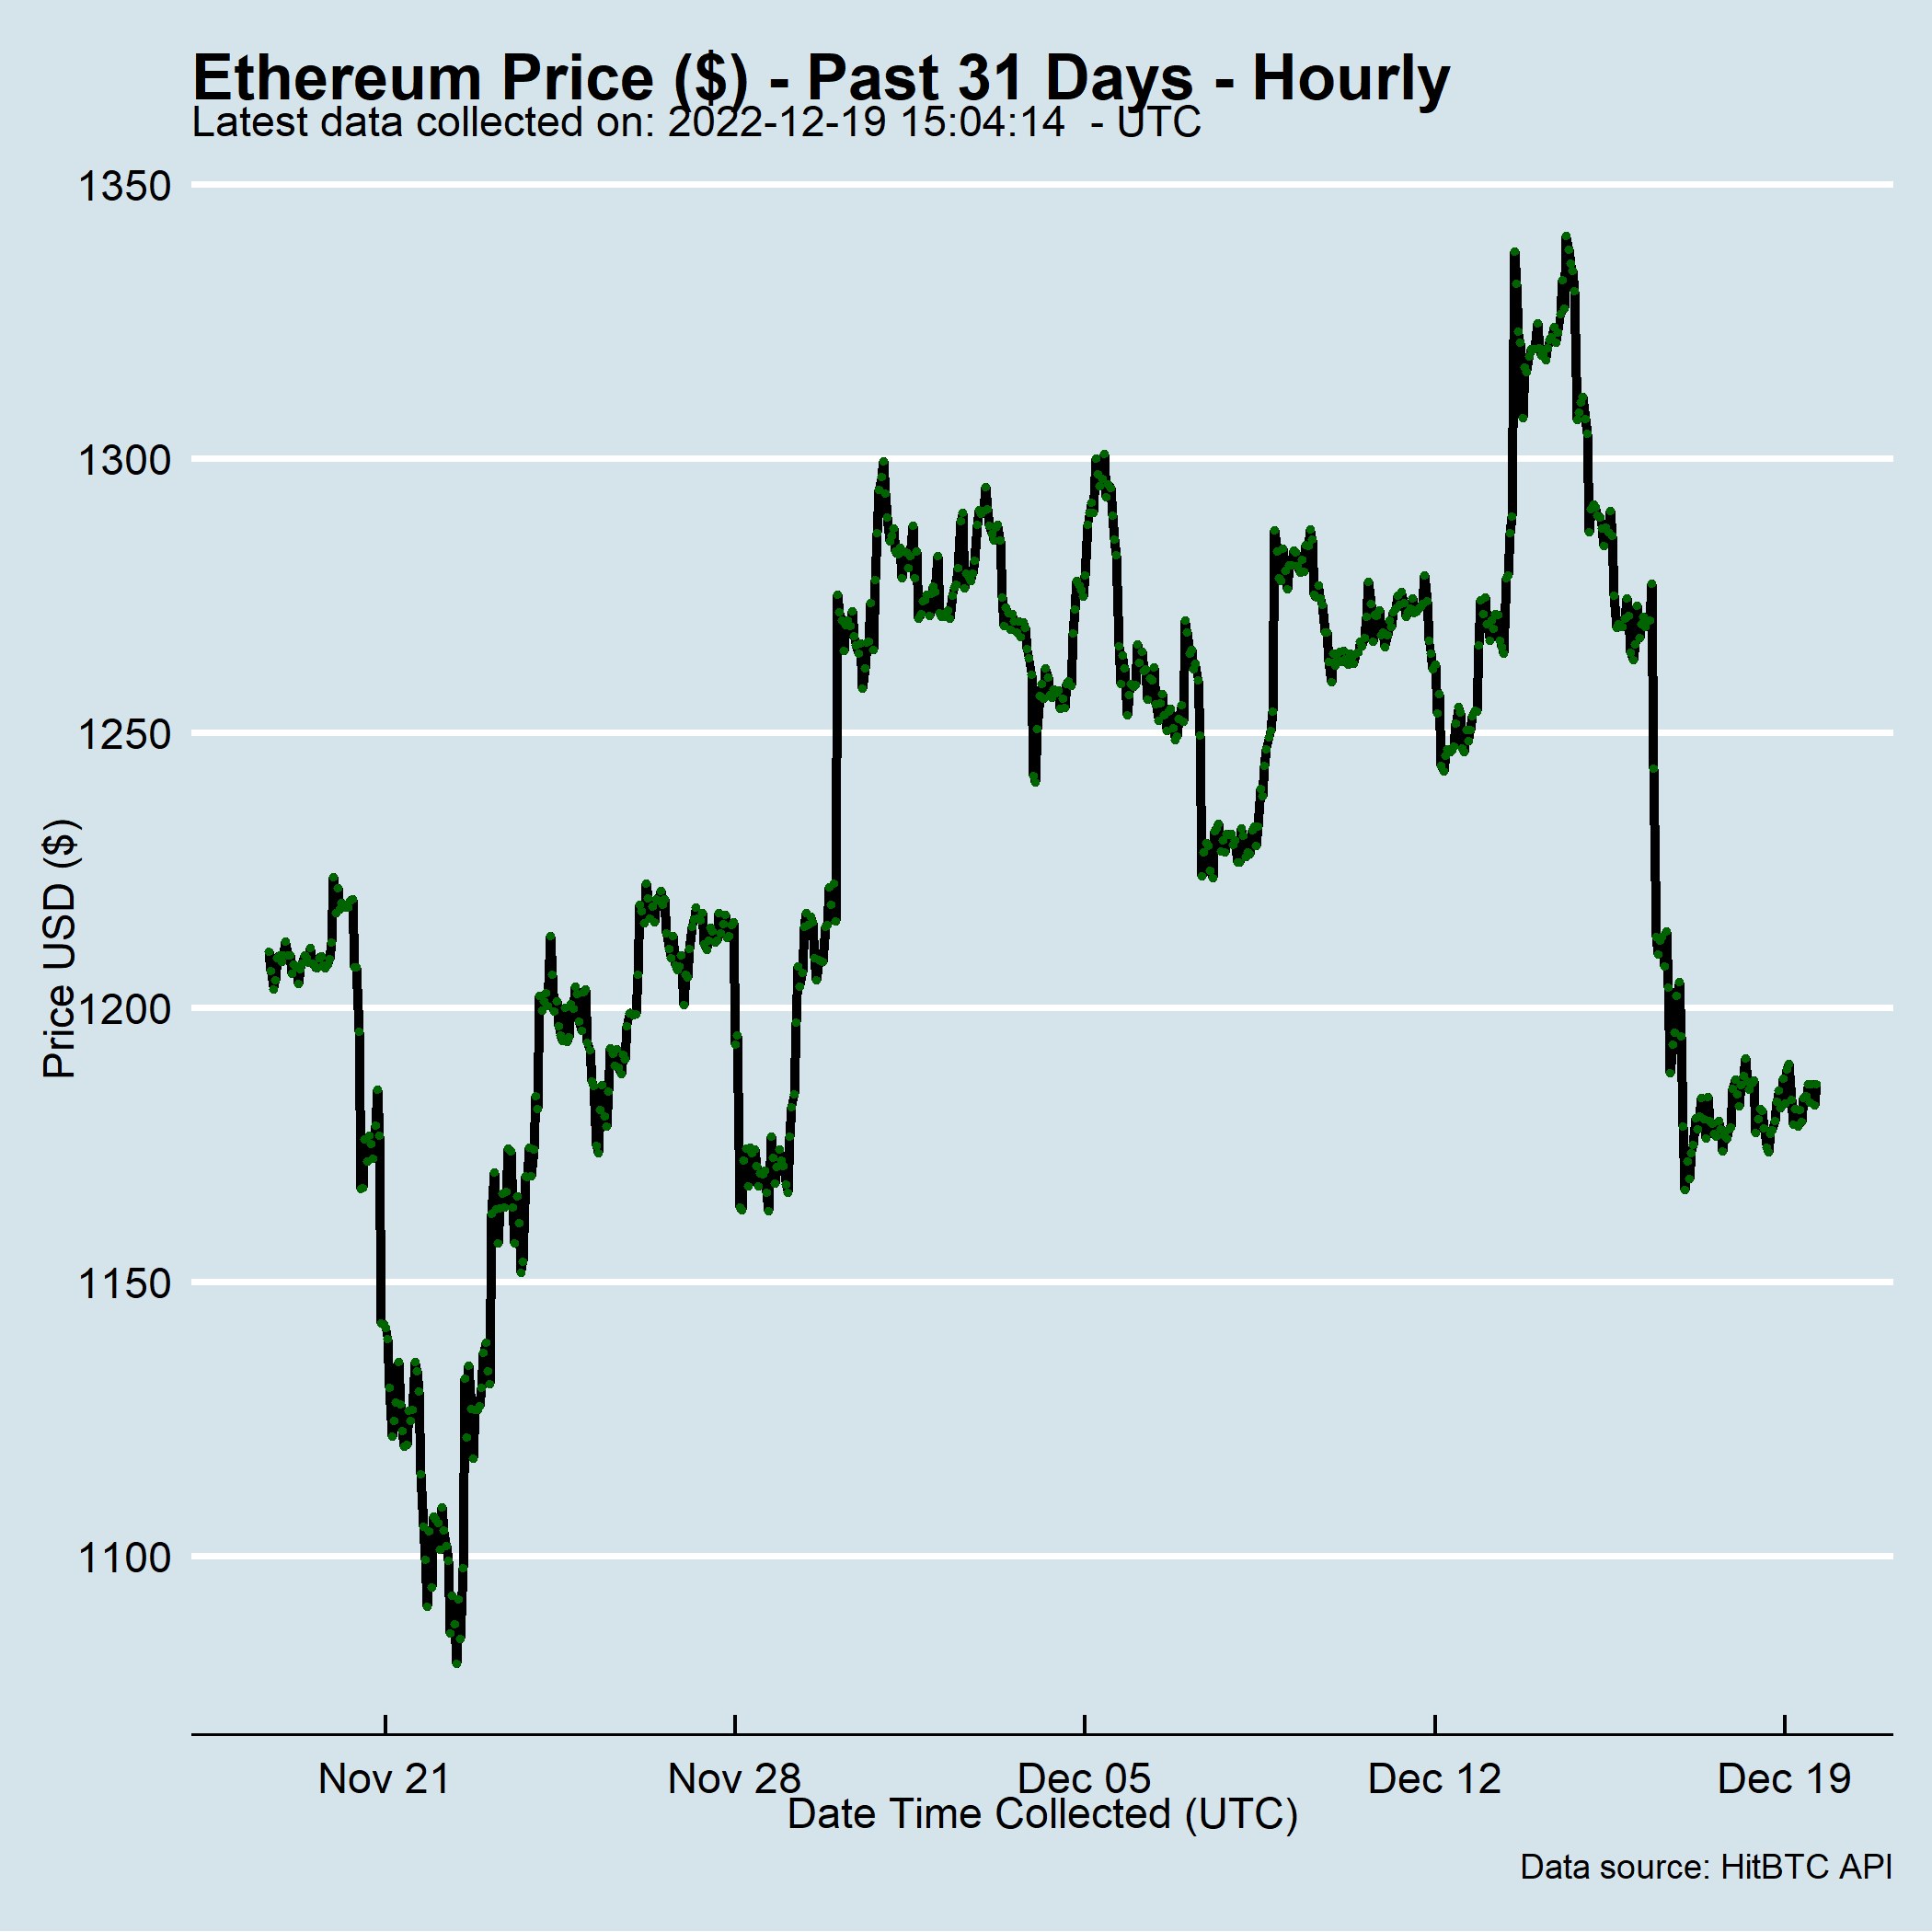 Ethereum Price ($) - Past 31 Days - Hourly
Latest data collected on: 2022-12-19 15:04:14  - UTC
1350
1300
1250
1200
1150
1100
Price USD ($)
Nov 21
Nov 28
Dec 05
Dec 12
Dec 19
Date Time Collected (UTC)
Data source: HitBTC API